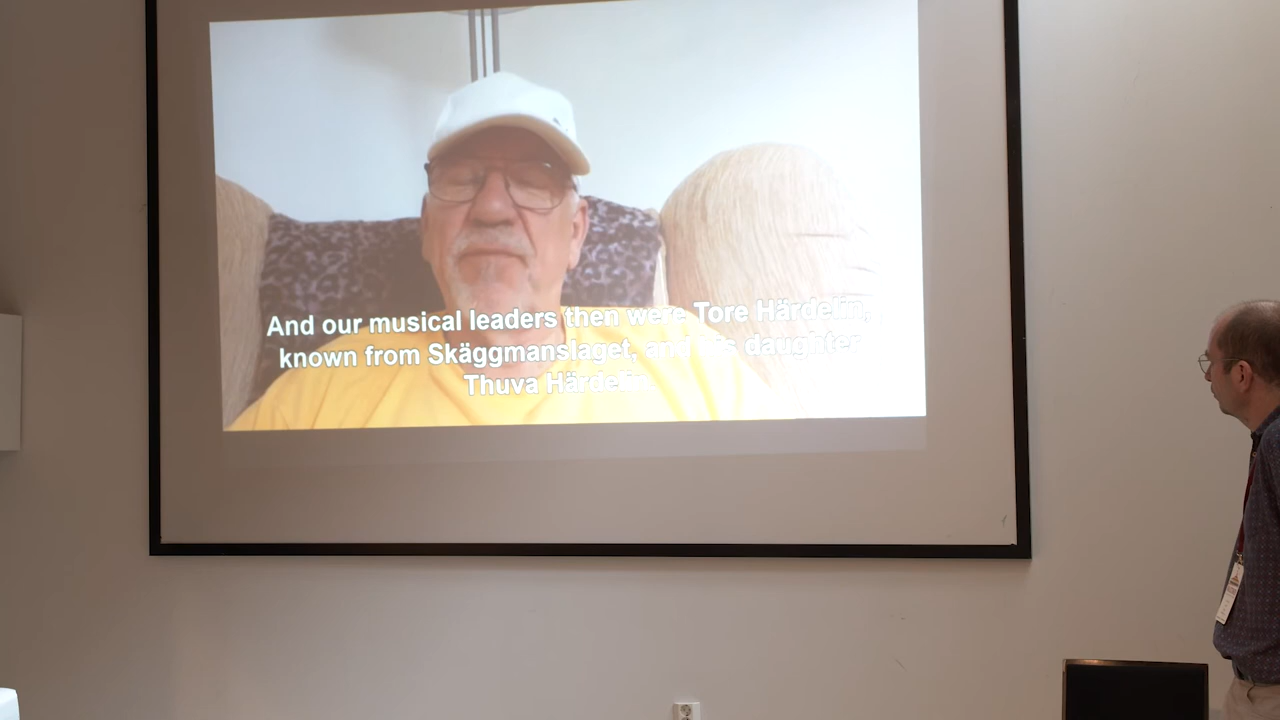 And our musical leaders then were Tore Härdelin,
known from Skäggmanslaget, and his daughter
Thuva Härdelin.